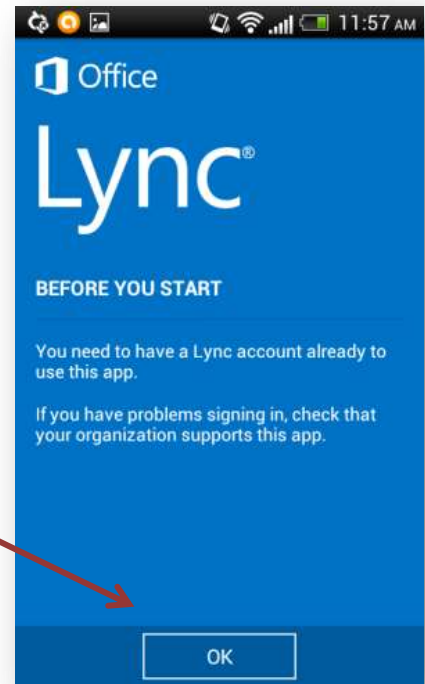 11:57 AM
Office
Lync®
BEFORE YOU START
You need to have a Lync account already to
use this app.
If you have problems signing in, check that
your organization supports this app.
OK